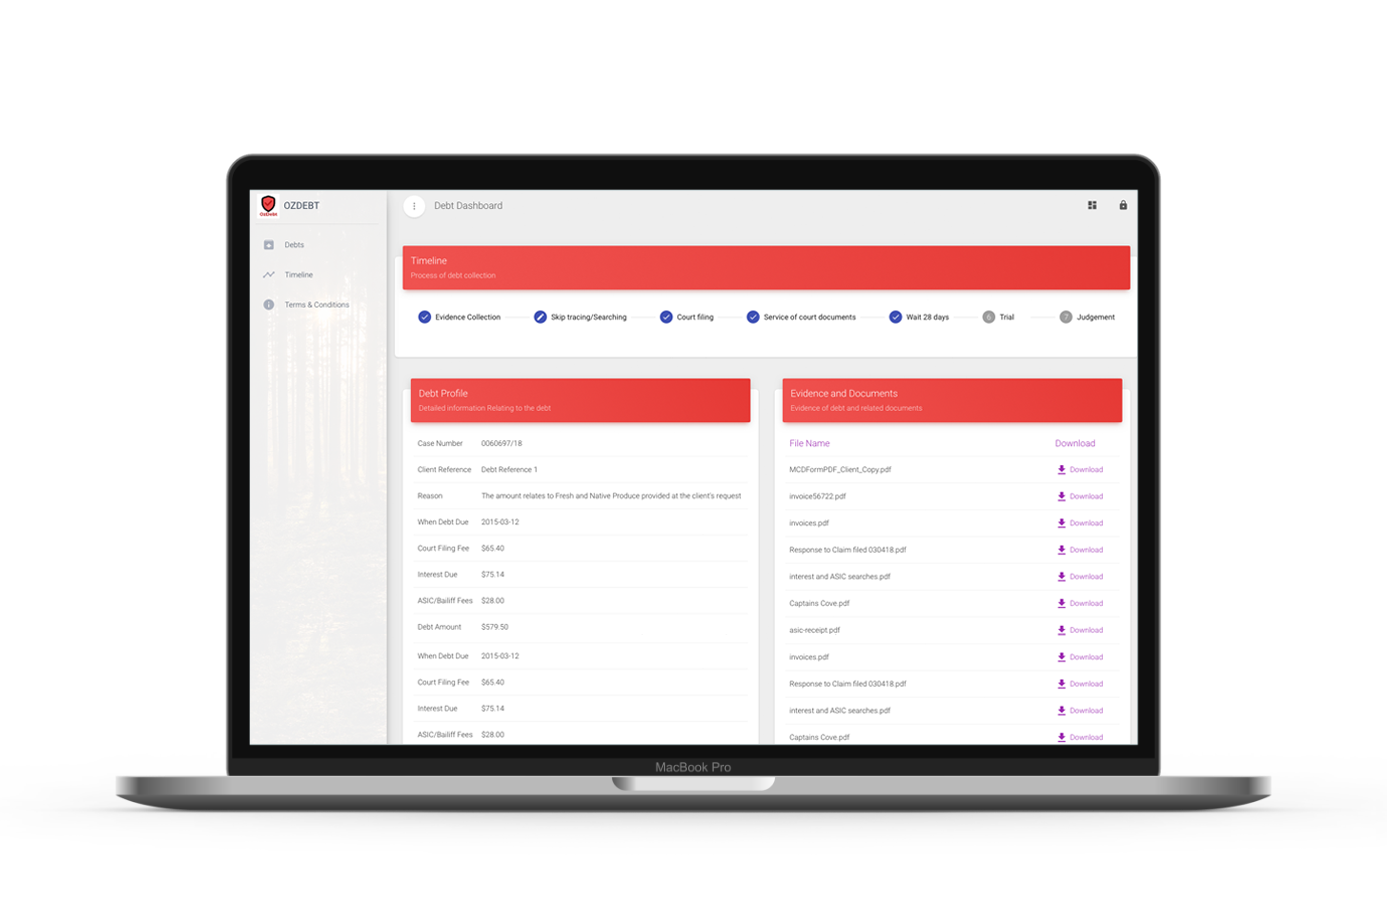 OzDebt
OZDEBT
Debts
Timeline
Terms & Conditions
Debt Dashboard
Timeline
Process of debt collection
Evidence Collection
Skip tracing/Searching
Court filing
Service of court documents
Wait 28 days
6 Trial
7 Judgement
Debt Profile
Detailed information Relating to the debt
Case Number 0060697/18
Client Reference Debt Reference 1
Reason The amount relates to Fresh and Native Produce provided at the client's request
When Debt Due 2015-03-12
Court Filing Fee $65.40
Interest Due $75.14
ASIC/Bailiff Fees $28.00
Debt Amount $579.50
When Debt Due 2015-03-12
Court Filing Fee $65.40
Interest Due $75.14
ASIC/Bailiff Fees $28.00
Evidence and Documents
Evidence of debt and related documents
File Name Download
MCDFormPDF_Client_Copy.pdf Download
invoice56722.pdf Download
invoices.pdf Download
Response to Claim filed 030418.pdf Download
interest and ASIC searches.pdf Download
Captains Cove.pdf Download
asic-receipt.pdf Download
invoices.pdf Download
Response to Claim filed 030418.pdf Download
interest and ASIC searches.pdf Download
Captains Cove.pdf Download
MacBook Pro